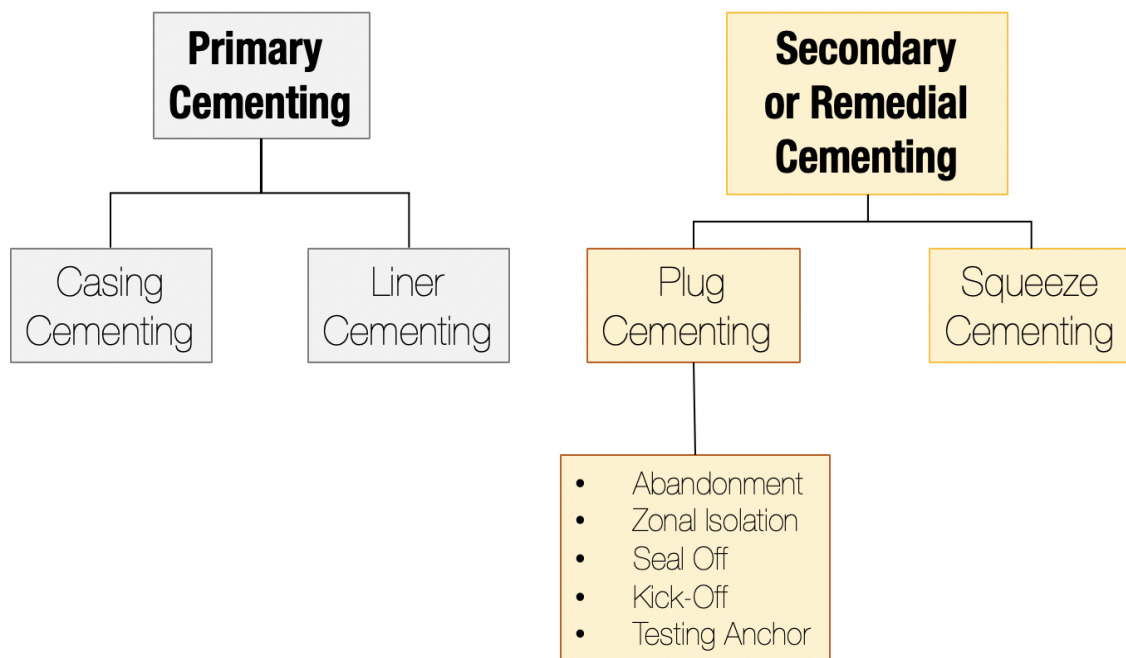 Primary
Cementing
Secondary
or Remedial
Cementing
Casing
Cementing
Liner
Cementing
Plug
Cementing
Squeeze
Cementing
• Abandonment
• Zonal Isolation
• Seal Off
• Kick-Off
• Testing Anchor